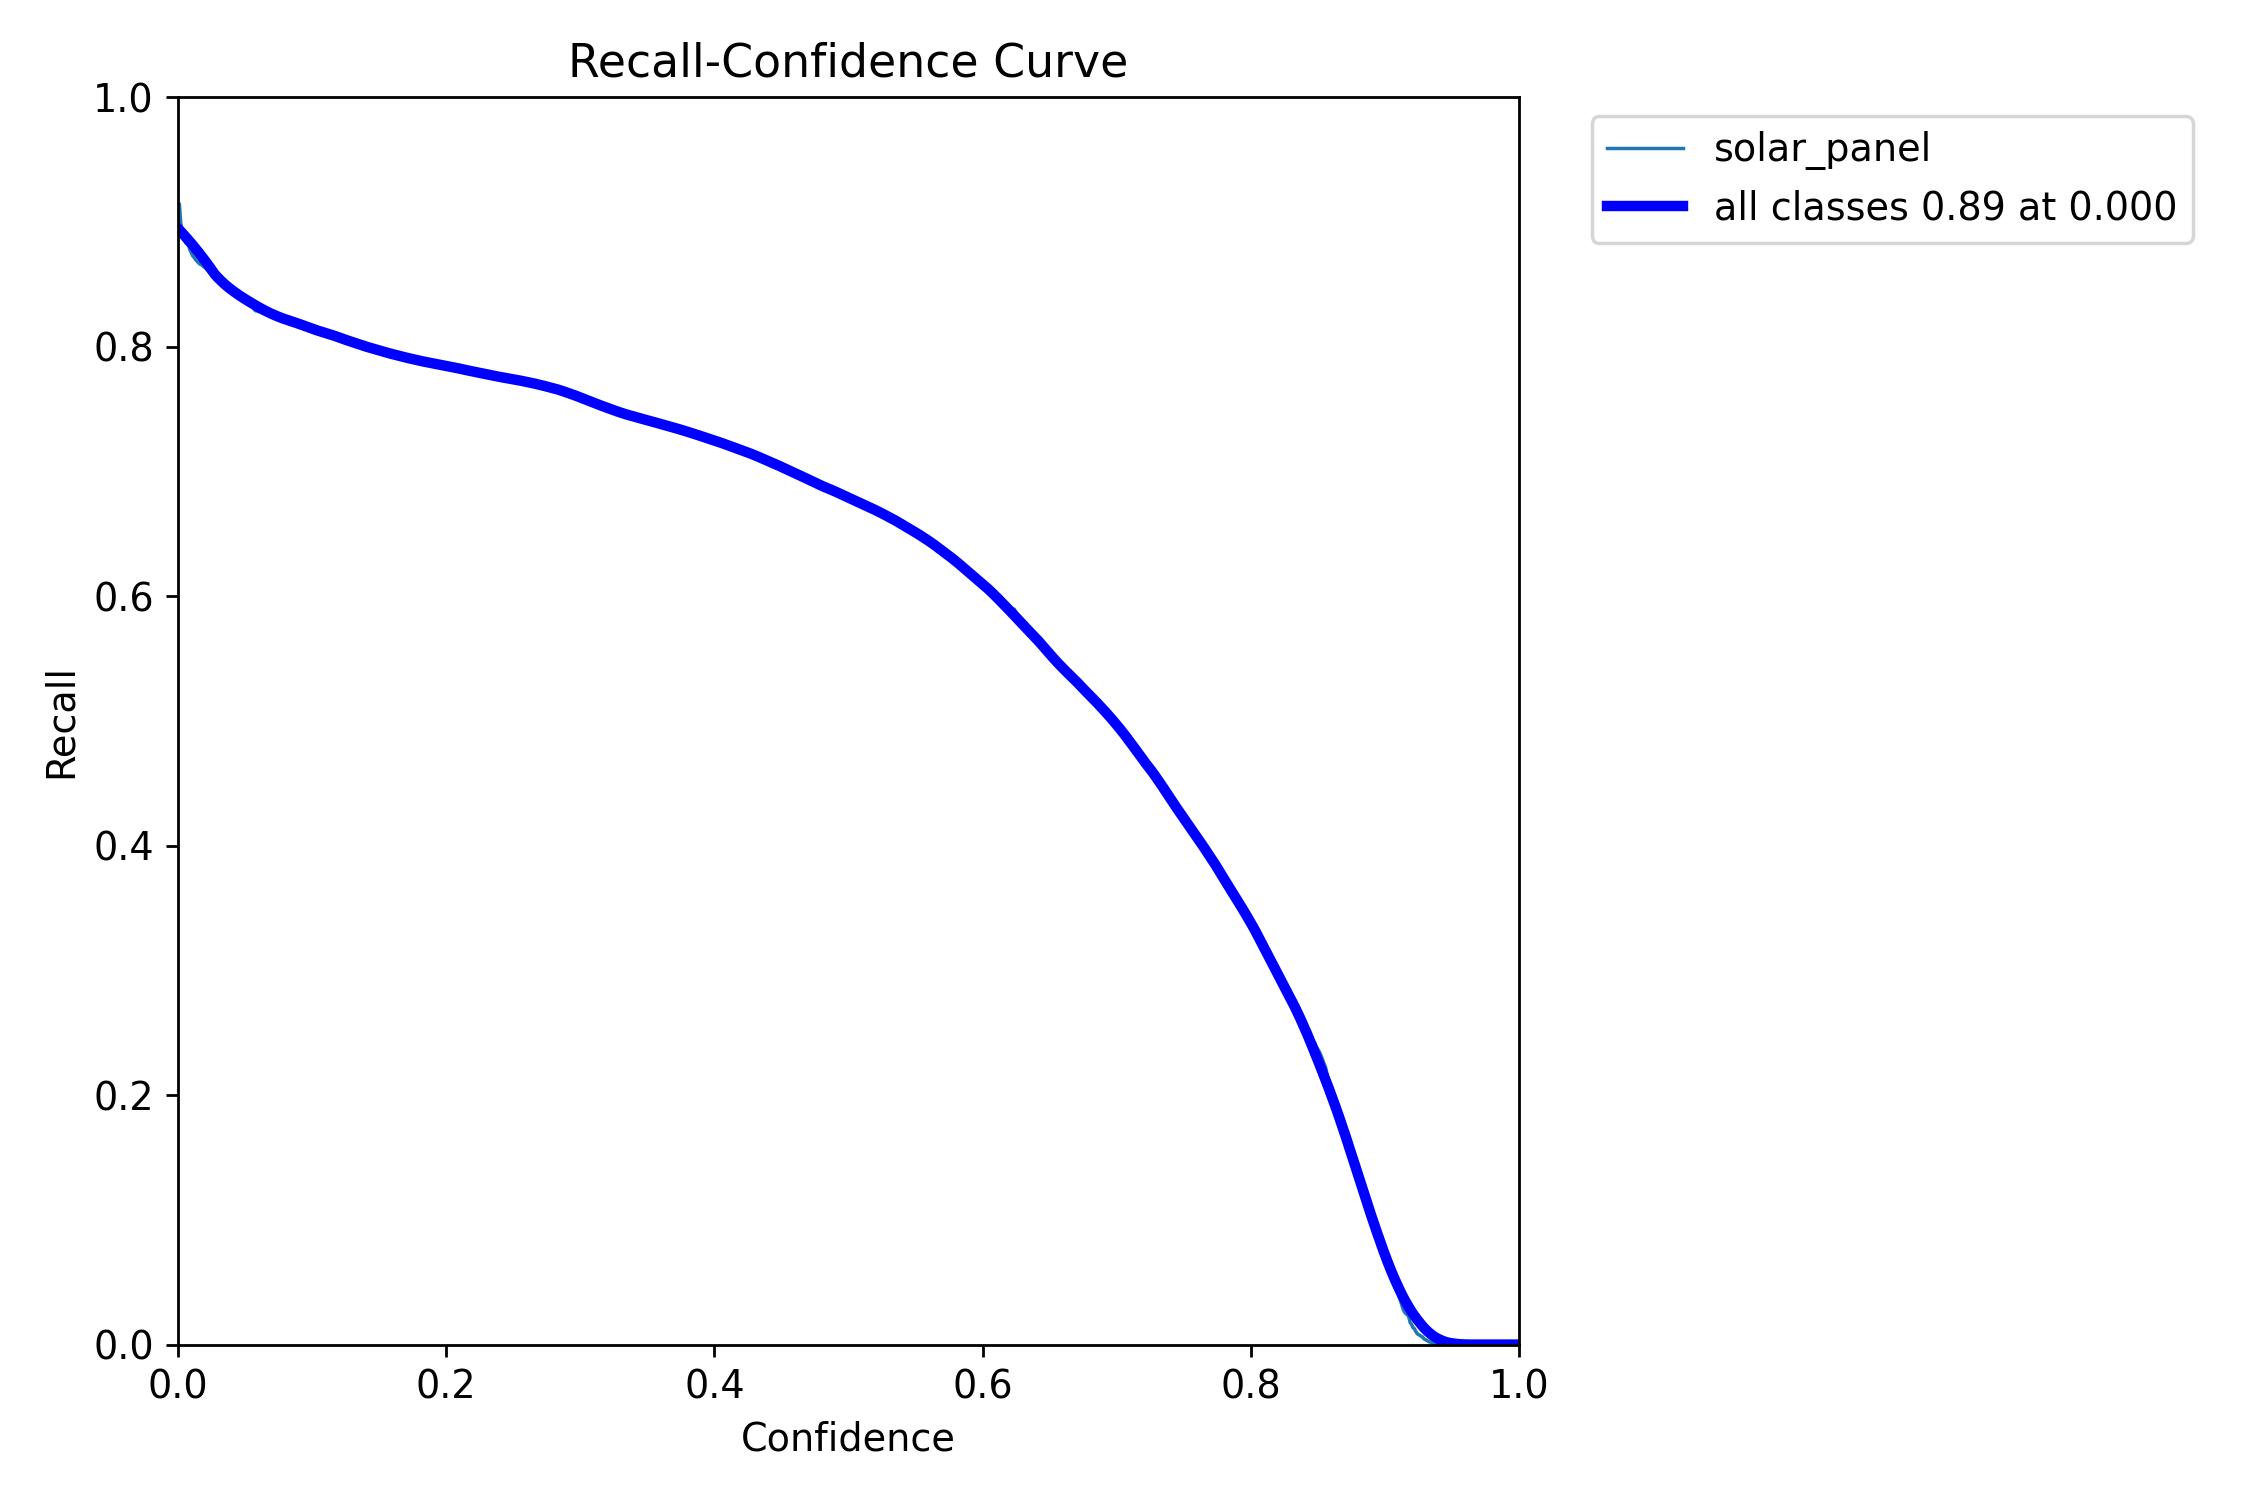 Recall-Confidence Curve
1.0
0.8
0.6
0.4
0.2
0.0
Recall
0.0 0.2 0.4 0.6 0.8 1.0
Confidence
solar_panel
all classes 0.89 at 0.000